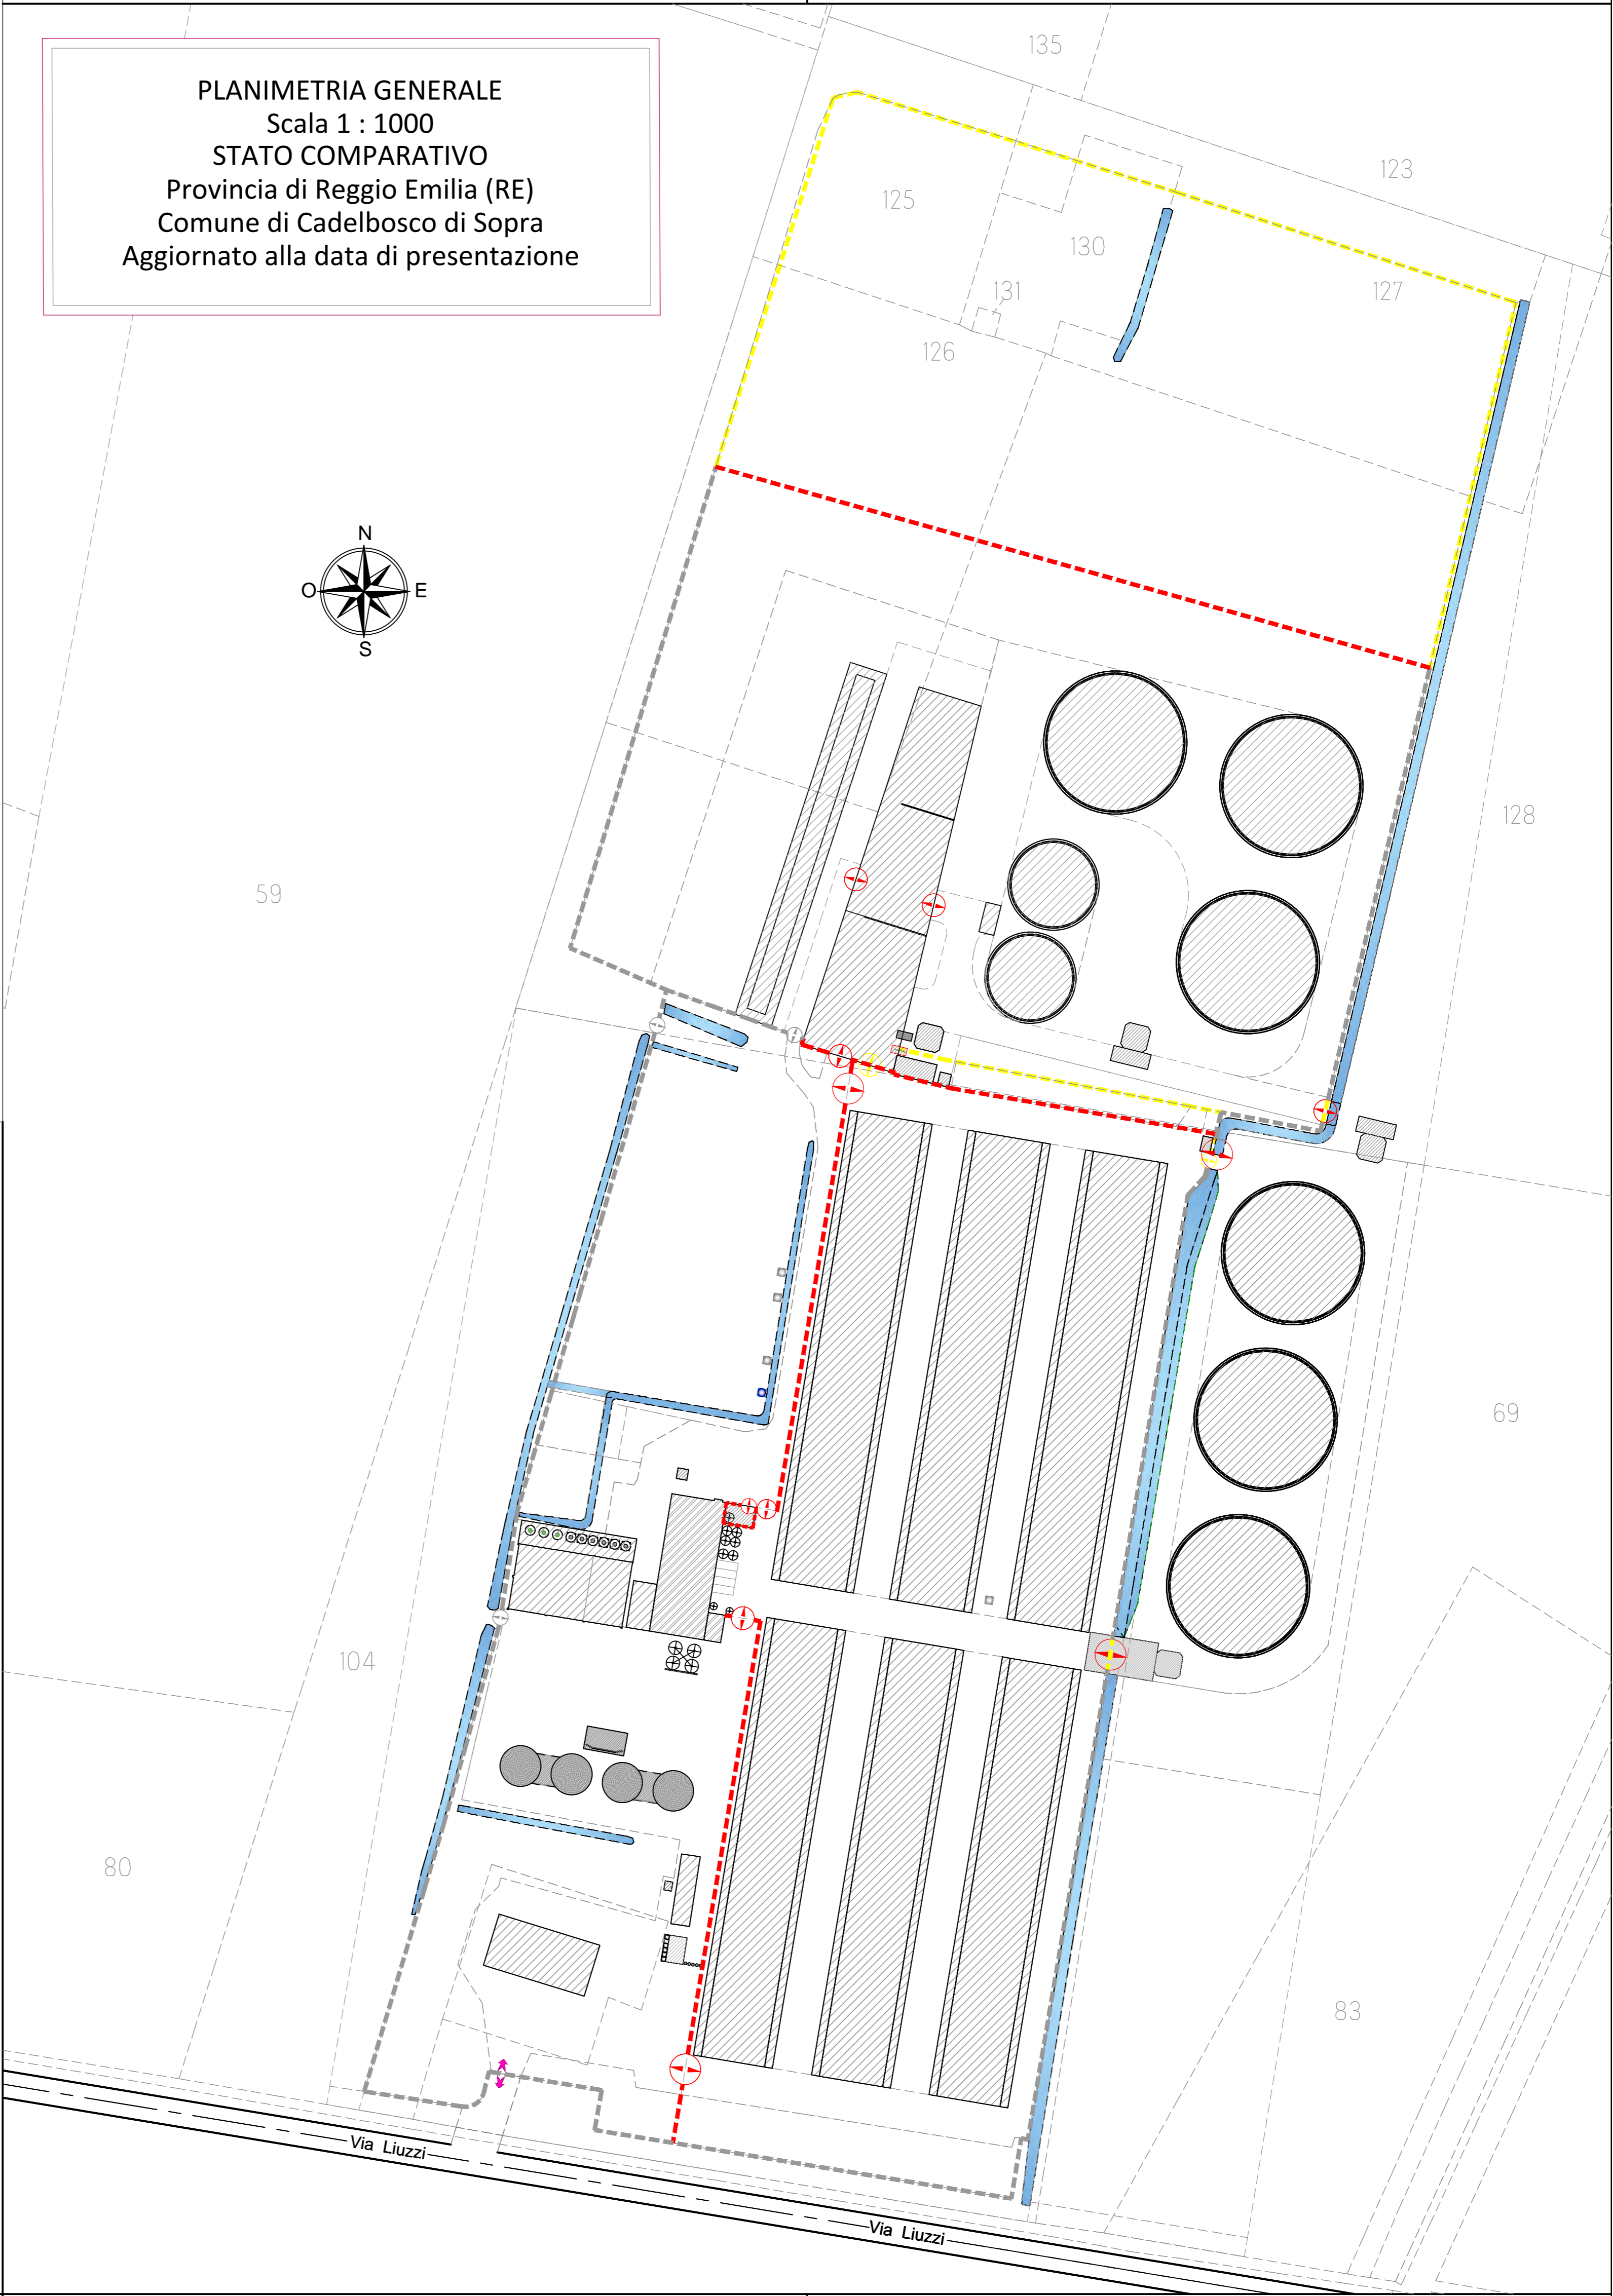 PLANIMETRIA GENERALE
Scala 1 : 1000
STATO COMPARATIVO
Provincia di Reggio Emilia (RE)
Comune di Cadelbosco di Sopra
Aggiornato alla data di presentazione
135
123
125
130
127
131
126
N
O
E
S
128
59
69
104
80
83
Via Liuzzi
Via Liuzzi